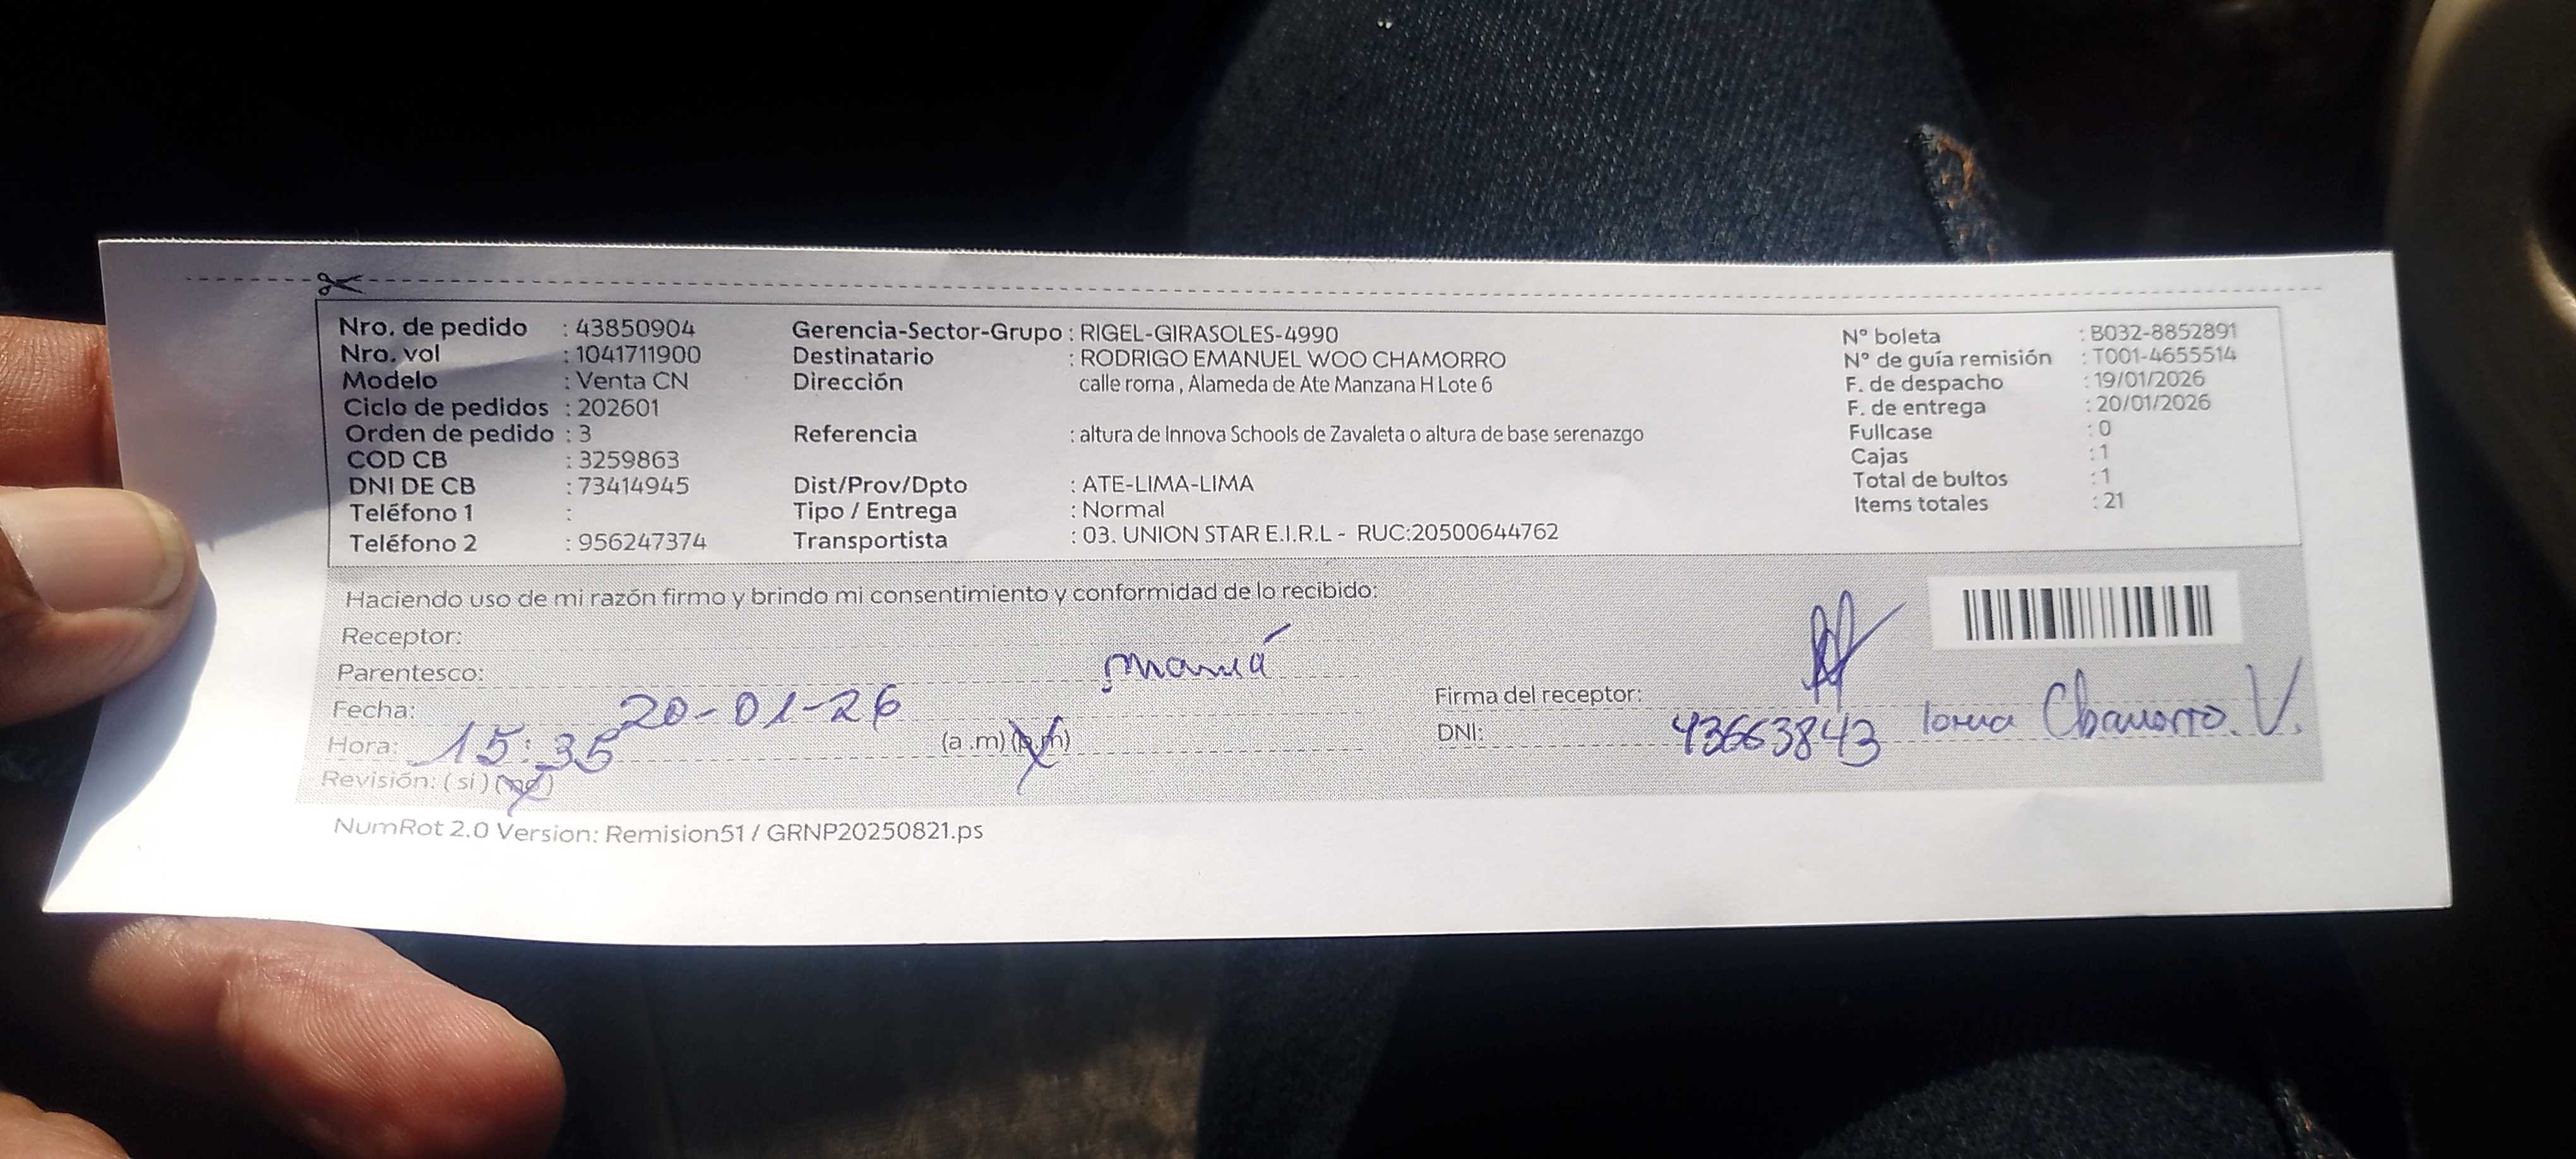 Nro. de pedido : 43850904
Nro. vol : 1041711900
Modelo : Venta CN
Ciclo de pedidos : 202601
Orden de pedido : 3
COD CB : 3259863
DNI DE CB : 73414945
Teléfono 1 :
Teléfono 2 : 956247374
Gerencia-Sector-Grupo : RIGEL-GIRASOLES-4990
Destinatario : RODRIGO EMANUEL WOO CHAMORRO
Dirección calle roma , Alameda de Ate Manzana H Lote 6
Referencia : altura de Innova Schools de Zavaleta o altura de base serenazgo
Dist/Prov/Dpto : ATE-LIMA-LIMA
Tipo / Entrega : Normal
Transportista : 03. UNION STAR E.I.R.L - RUC:20500644762
N° boleta : B032-8852891
N° de guía remisión : T001-4655514
F. de despacho : 19/01/2026
F. de entrega : 20/01/2026
Fullcase : 0
Cajas : 1
Total de bultos : 1
Items totales : 21
Haciendo uso de mi razón firmo y brindo mi consentimiento y conformidad de lo recibido:
Receptor:
Parentesco: mamá
Fecha: 20-01-26
Hora: 15:35 (a .m) (p.m)
Revisión: ( si ) (no)
Firma del receptor:
DNI: 43663843 Chamorro. V.
NumRot 2.0 Version: Remision51 / GRNP20250821.ps